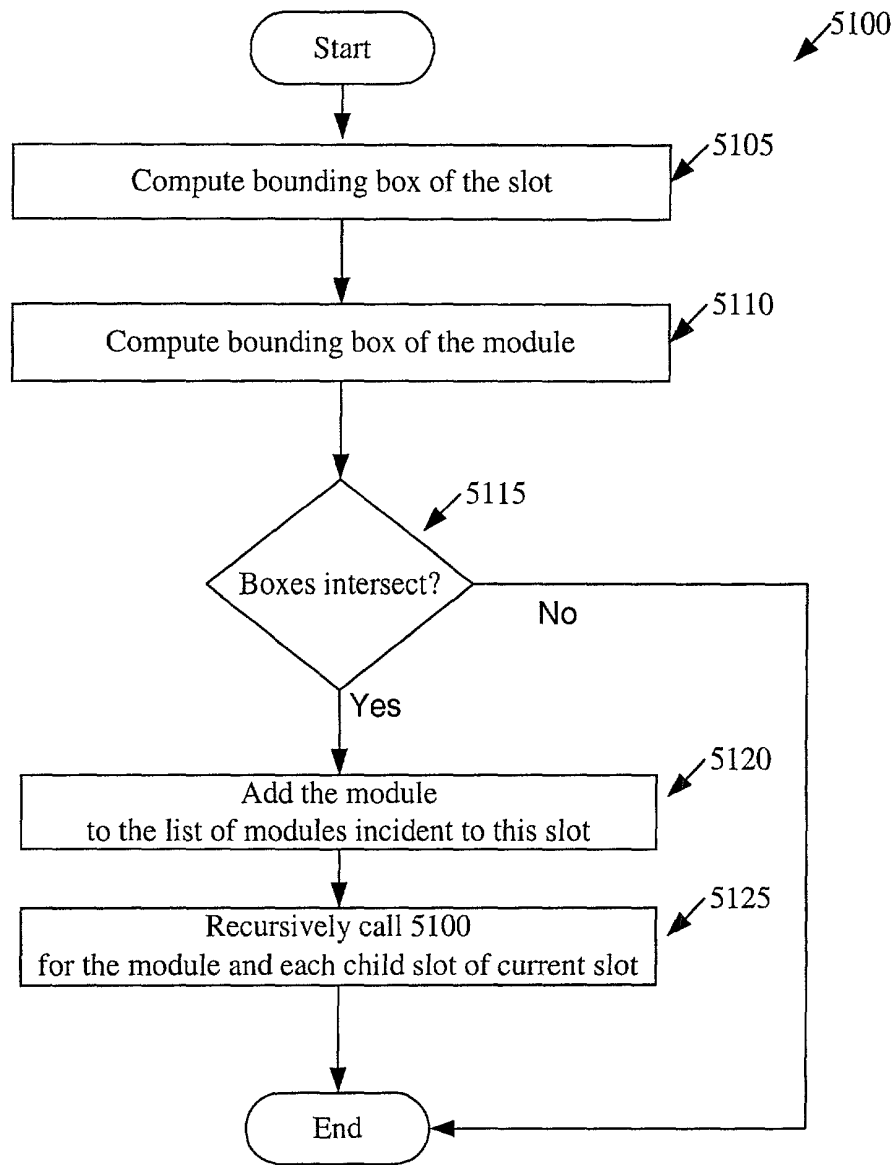 Start
5100
5105
Compute bounding box of the slot
5110
Compute bounding box of the module
5115
Boxes intersect?
No
Yes
5120
Add the module
to the list of modules incident to this slot
5125
Recursively call 5100
for the module and each child slot of current slot
End